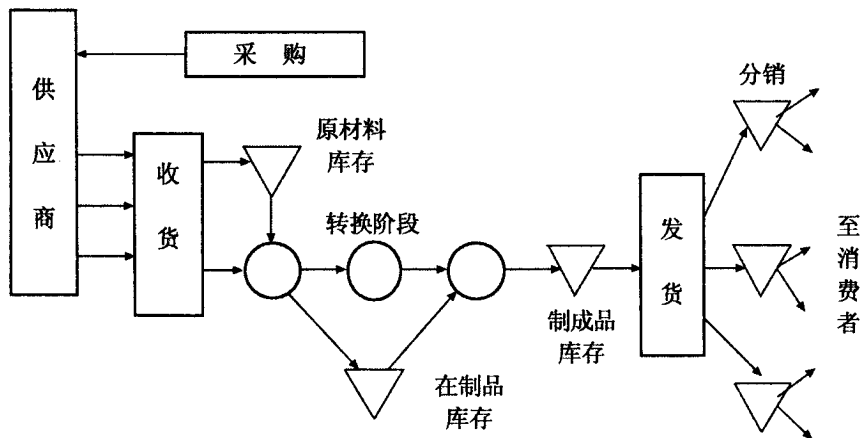 采 购
供应商
收货
原材料
库存
转换阶段
在制品
库存
制成品
库存
发货
分销
至消费者